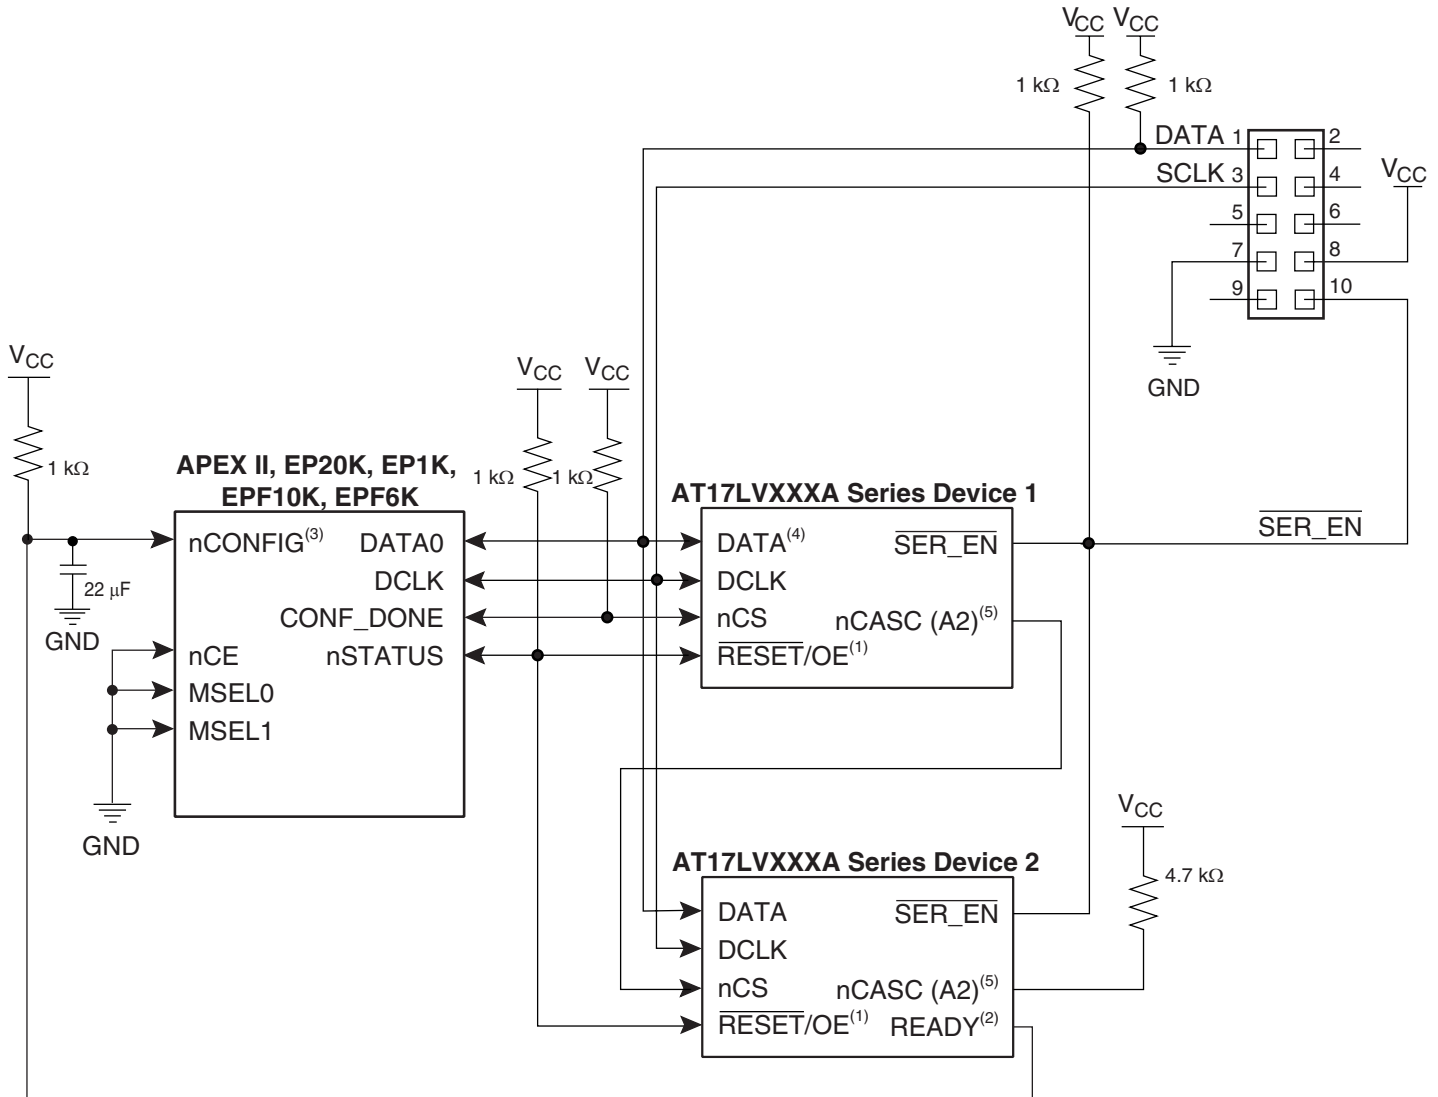 VCC VCC
1 kΩ 1 kΩ
DATA 1 2
SCLK 3 4
VCC
5 6
7 8
9 10
GND
VCC
1 kΩ
VCC VCC
1 kΩ 1 kΩ
APEX II, EP20K, EP1K,
EPF10K, EPF6K
nCONFIG(3) DATA0
DCLK
CONF_DONE
nCE nSTATUS
MSEL0
MSEL1
22 μF
GND
GND
AT17LVXXXA Series Device 1
DATA(4) SER_EN
DCLK
nCS nCASC (A2)(5)
RESET/OE(1)
SER_EN
VCC
4.7 kΩ
AT17LVXXXA Series Device 2
DATA SER_EN
DCLK
nCS nCASC (A2)(5)
RESET/OE(1) READY(2)